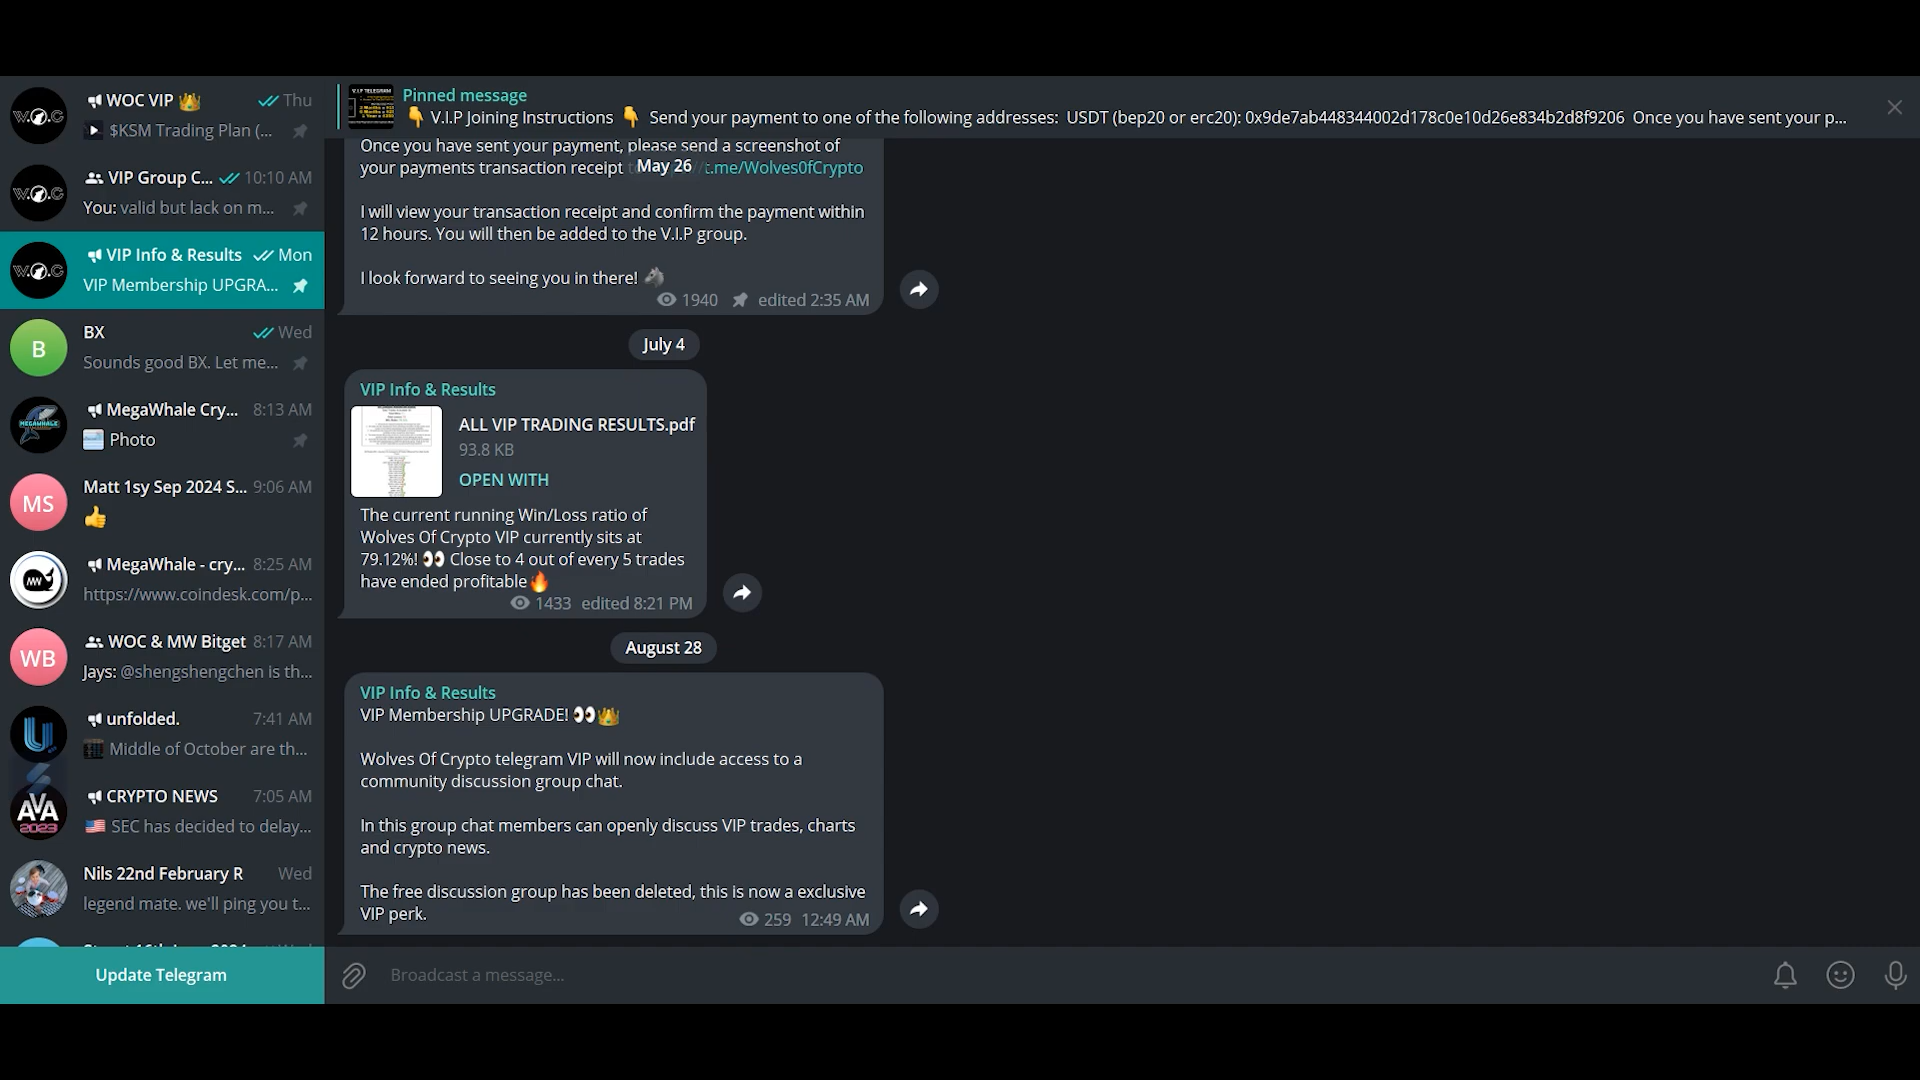 WOC VIP 👑 Thu
$KSM Trading Plan (...
VIP Group C... 10:10 AM
You: valid but lack on m...
VIP Info & Results Mon
VIP Membership UPGRA...
B
BX Wed
Sounds good BX. Let me...
MegaWhale Cry... 8:13 AM
Photo
MS
Matt 1sy Sep 2024 S... 9:06 AM
👍
MegaWhale - cry... 8:25 AM
https://www.coindesk.com/p...
WB
WOC & MW Bitget 8:17 AM
Jays: @shengshengchen is th...
unfolded. 7:41 AM
Middle of October are th...
AVA
2023
CRYPTO NEWS 7:05 AM
🇺🇸 SEC has decided to delay...
Nils 22nd February R Wed
legend mate. we'll ping you t...
Update Telegram
Pinned message
👇 V.I.P Joining Instructions 👇 Send your payment to one of the following addresses: USDT (bep20 or erc20): 0x9de7ab448344002d178c0e10d26e834b2d8f9206 Once you have sent your p...
Once you have sent your payment, please send a screenshot of
your payments transaction receipt t.me/Wolves0fCrypto
May 26
I will view your transaction receipt and confirm the payment within
12 hours. You will then be added to the V.I.P group.
I look forward to seeing you in there! 🐺
1940 edited 2:35 AM
July 4
VIP Info & Results
ALL VIP TRADING RESULTS.pdf
93.8 KB
OPEN WITH
The current running Win/Loss ratio of
Wolves Of Crypto VIP currently sits at
79.12%! 👀 Close to 4 out of every 5 trades
have ended profitable🔥
1433 edited 8:21 PM
August 28
VIP Info & Results
VIP Membership UPGRADE! 👀👑
Wolves Of Crypto telegram VIP will now include access to a
community discussion group chat.
In this group chat members can openly discuss VIP trades, charts
and crypto news.
The free discussion group has been deleted, this is now a exclusive
VIP perk.
259 12:49 AM
Broadcast a message...